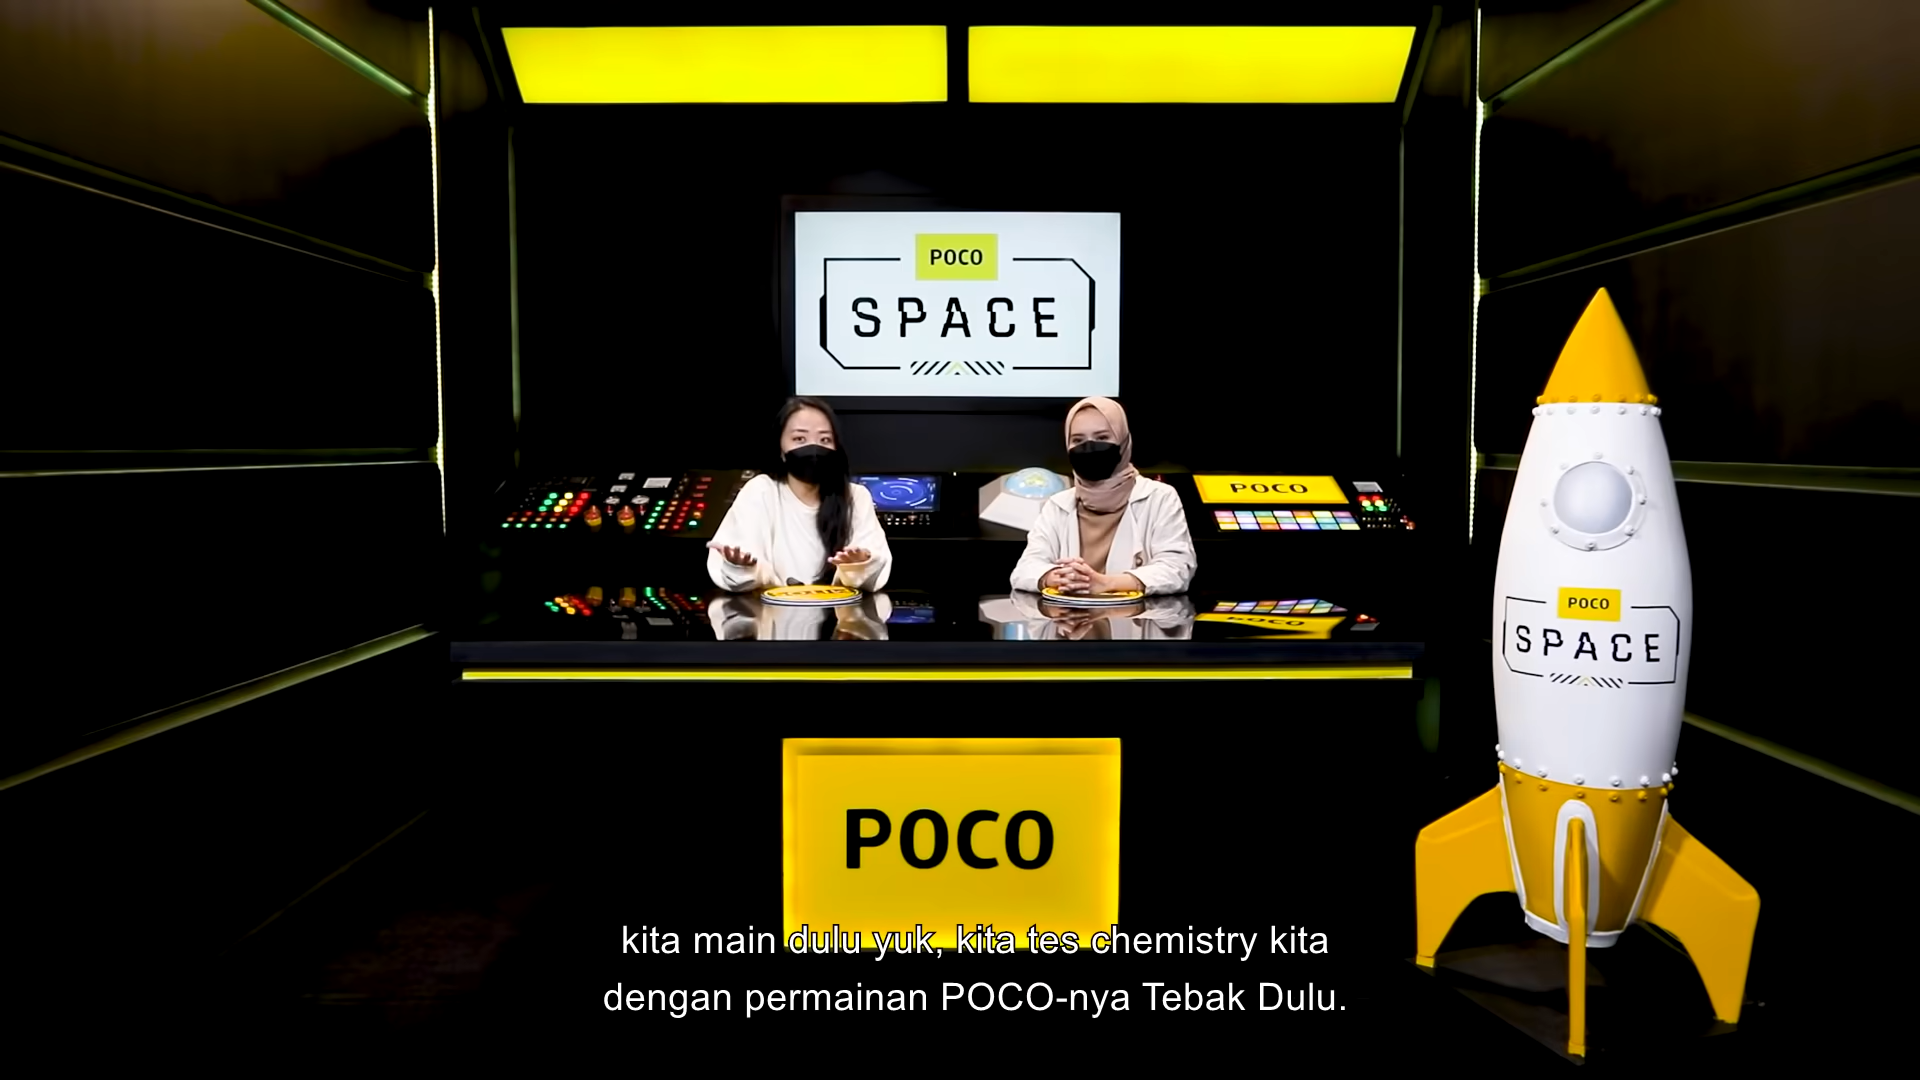 POCO
SPACE
POCO
POCO
SPACE
POCO
kita main dulu yuk, kita tes chemistry kita
dengan permainan POCO-nya Tebak Dulu.